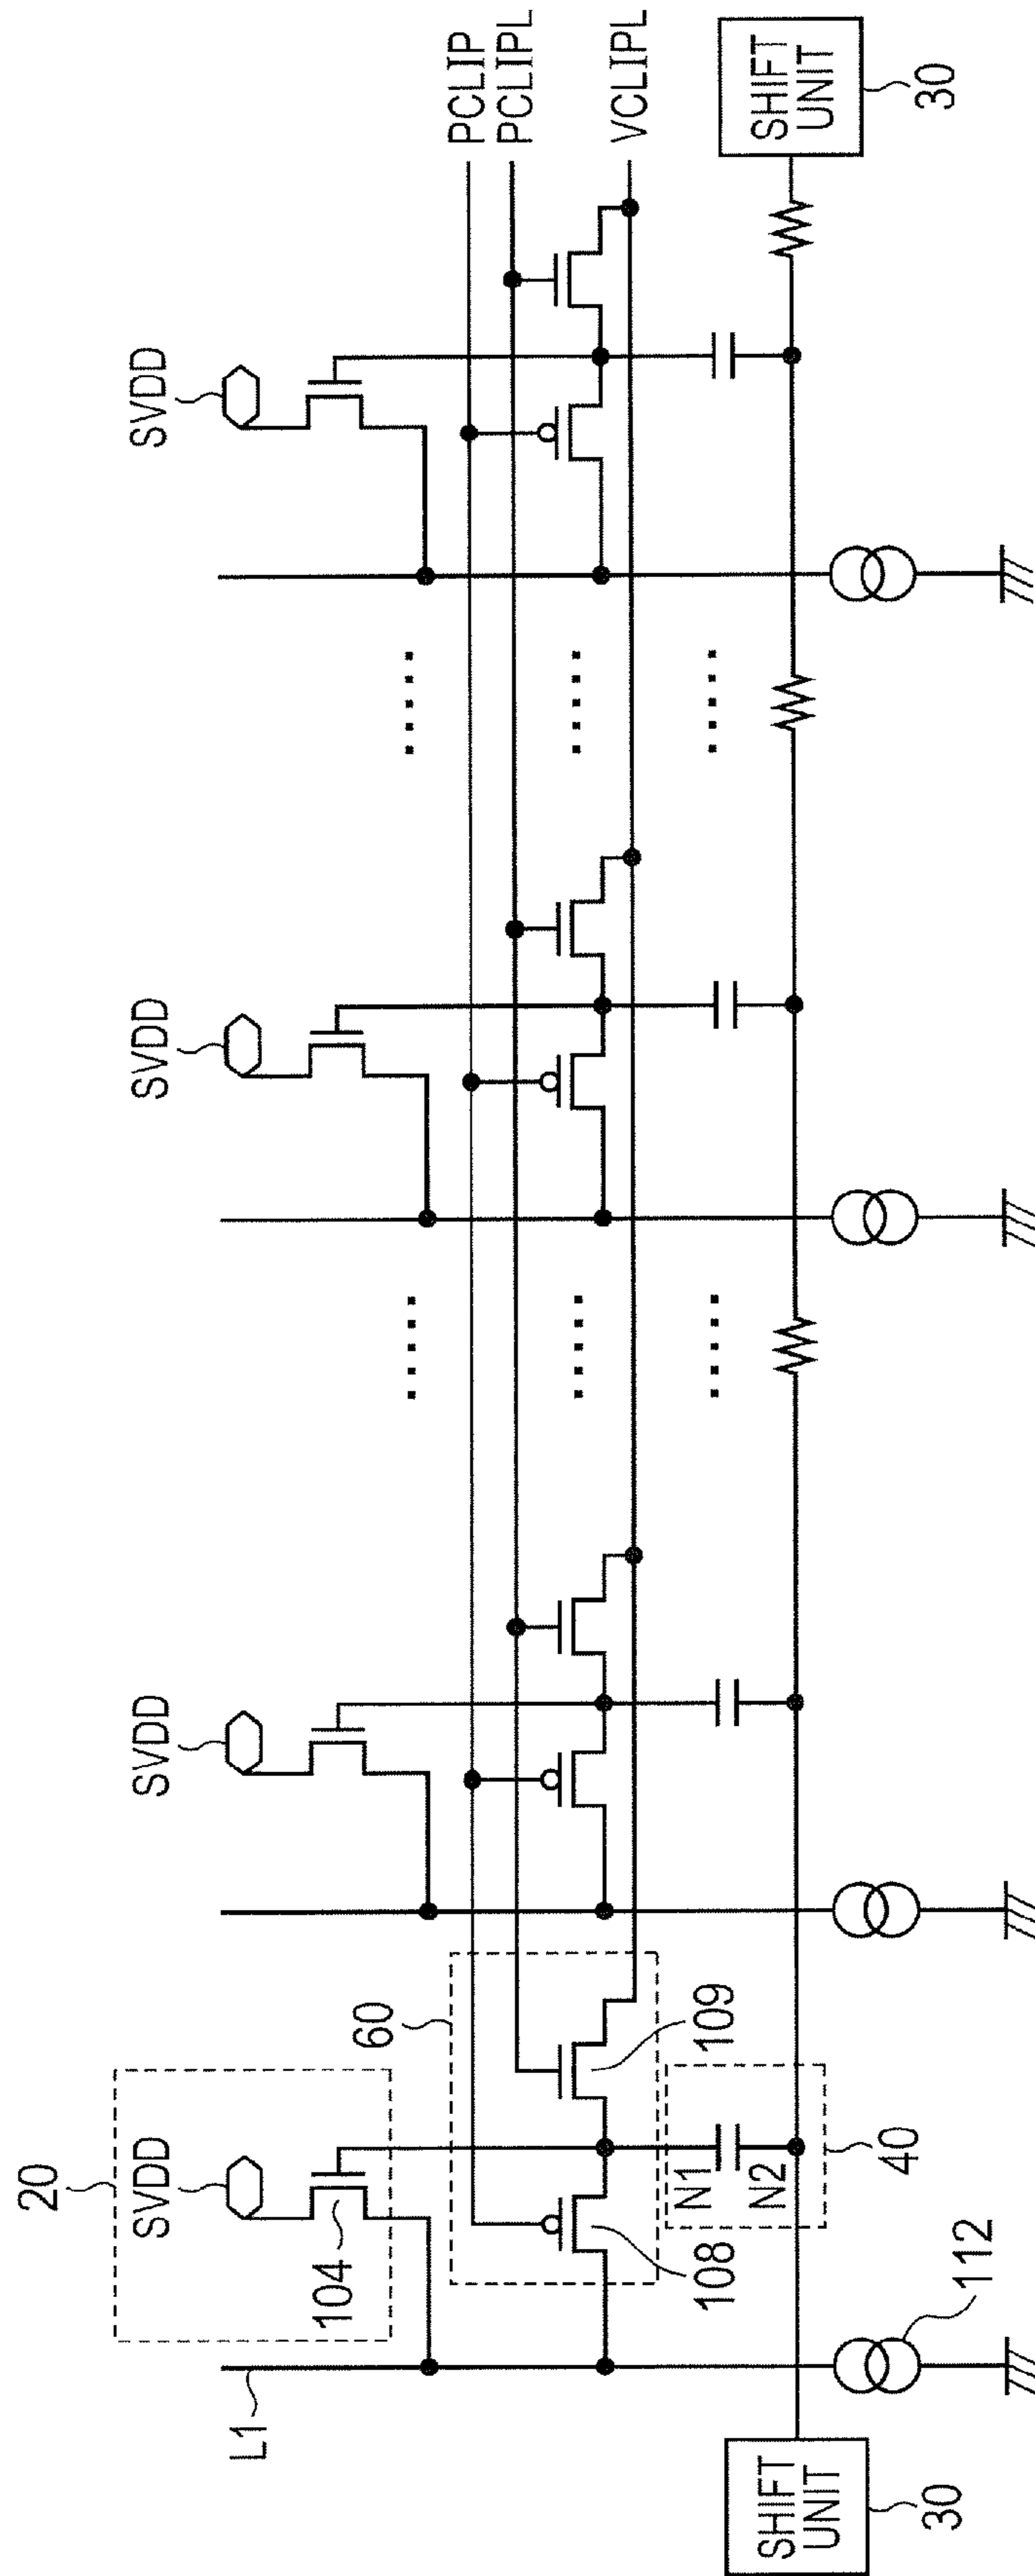 20
SVDD
SVDD
SVDD
SVDD
104
L1
60
PCLIP
PCLIPL
VCLIPL
108
109
N1
N2
40
112
SHIFT
UNIT
30
SHIFT
UNIT
30